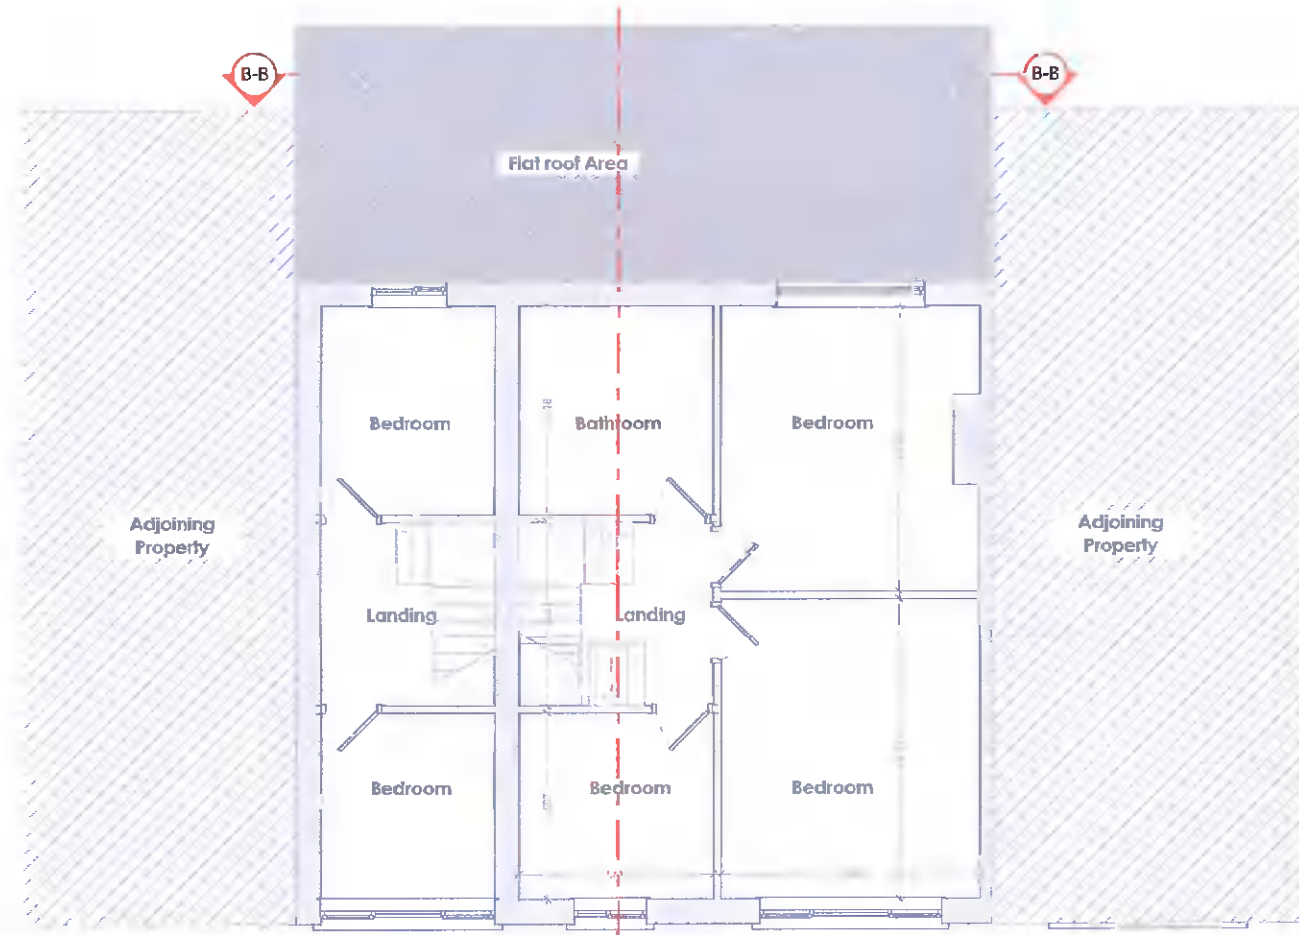 B-B
B-B
Flat roof Area
Bedroom
Bathroom
Bedroom
Adjoining
Property
Adjoining
Property
Landing
Landing
Bedroom
Bedroom
Bedroom